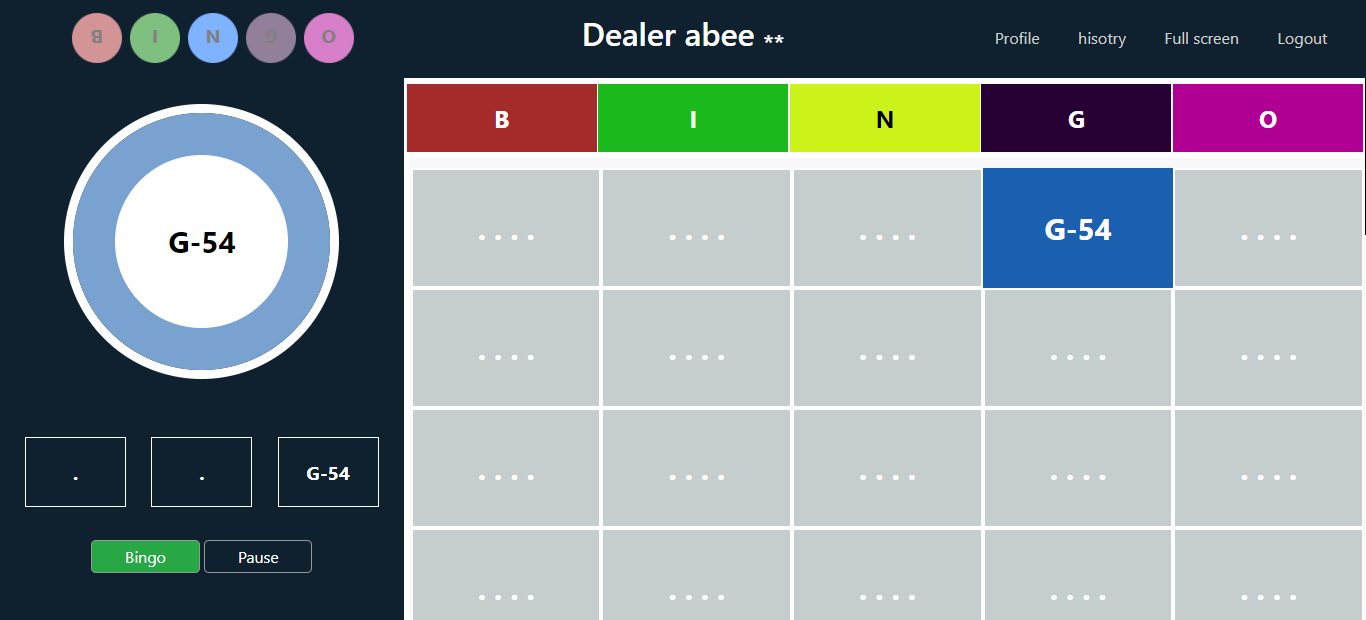 B I N G O
Dealer abee **
Profile hisotry Full screen Logout
B I N G O
G-54
. . . . . . . . . . . . G-54 . . . .
. . . . . . . . . . . . . . . . . . . .
. . G-54
. . . . . . . . . . . . . . . . . . . .
Bingo Pause
. . . . . . . . . . . . . . . . . . . .